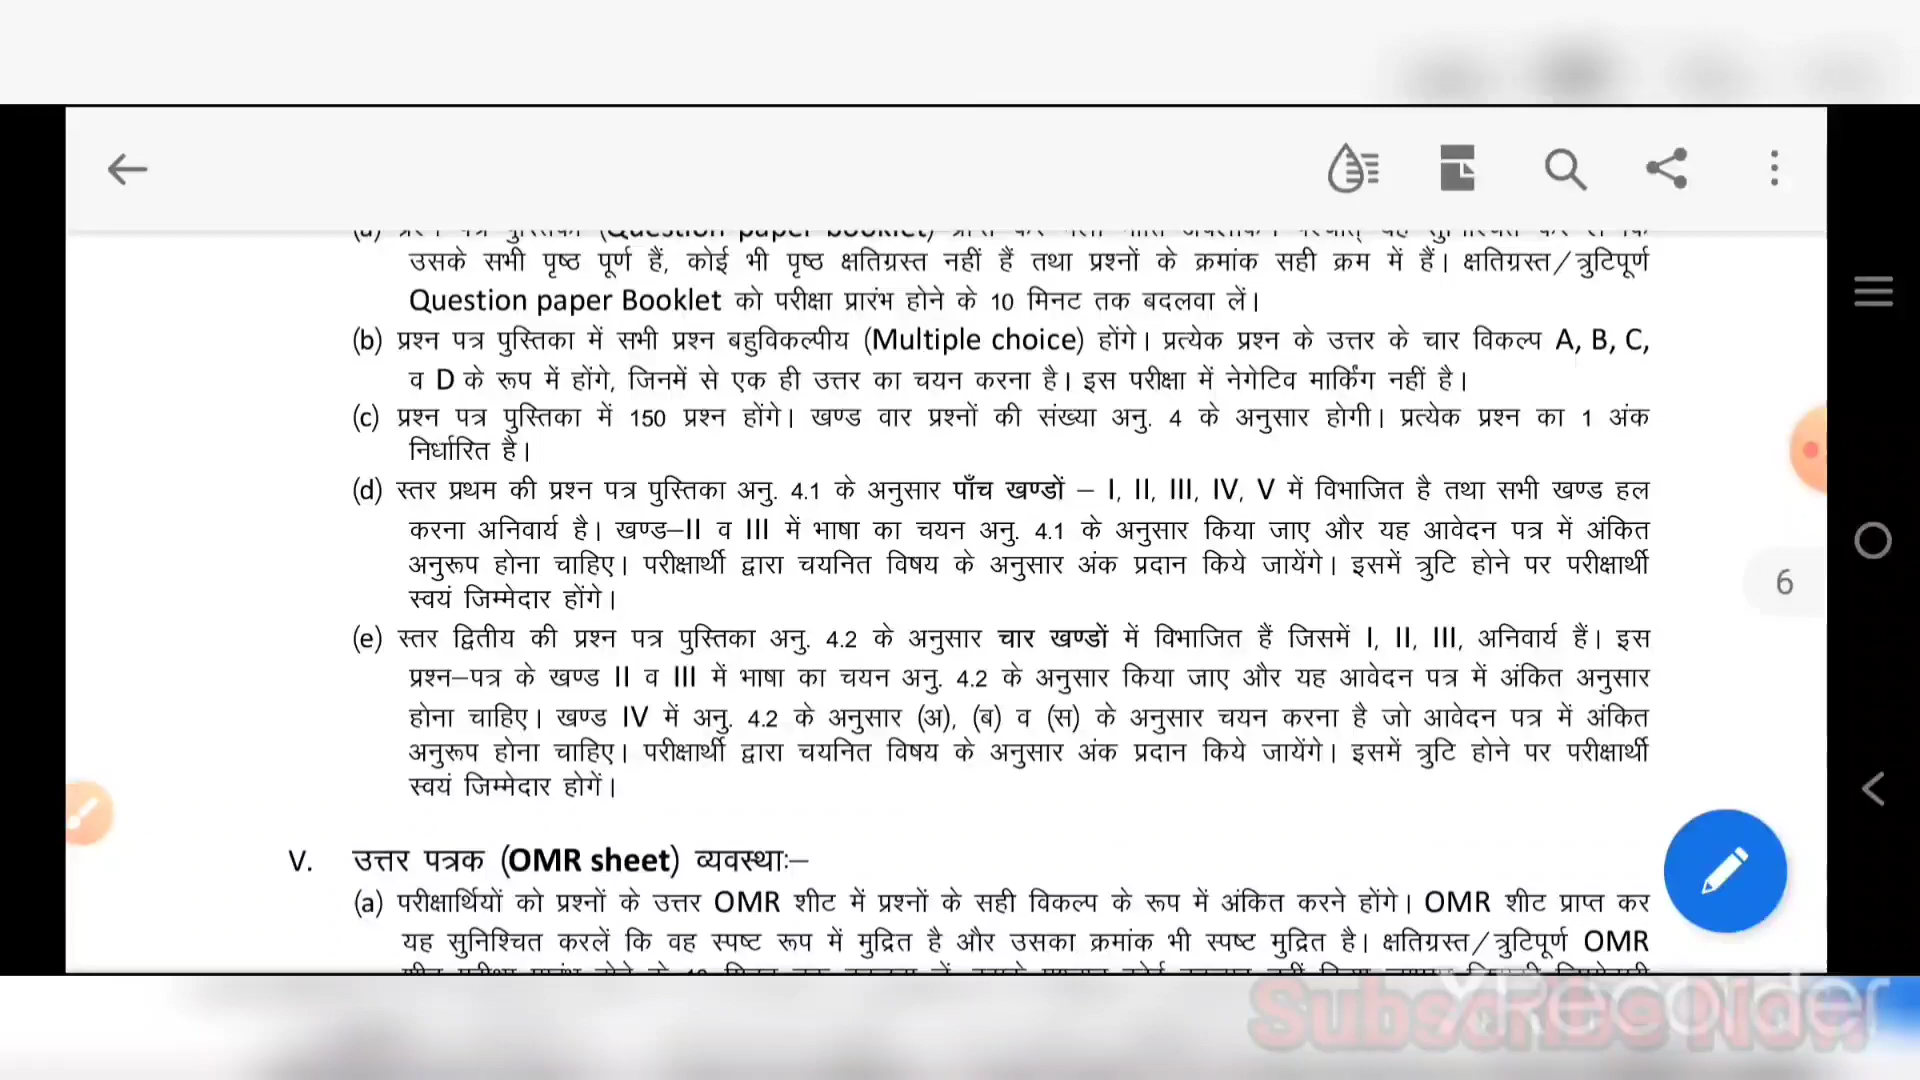 (Question paper booklet)
उसके सभी पृष्ठ पूर्ण हैं, कोई भी पृष्ठ क्षतिग्रस्त नहीं हैं तथा प्रश्नों के क्रमांक सही क्रम में हैं। क्षतिग्रस्त/त्रुटिपूर्ण
Question paper Booklet को परीक्षा प्रारंभ होने के 10 मिनट तक बदलवा लें।
(b) प्रश्न पत्र पुस्तिका में सभी प्रश्न बहुविकल्पीय (Multiple choice) होंगे। प्रत्येक प्रश्न के उत्तर के चार विकल्प A, B, C,
व D के रूप में होंगे, जिनमें से एक ही उत्तर का चयन करना है। इस परीक्षा में नेगेटिव मार्किंग नहीं है।
(c) प्रश्न पत्र पुस्तिका में 150 प्रश्न होंगे। खण्ड वार प्रश्नों की संख्या अनु. 4 के अनुसार होगी। प्रत्येक प्रश्न का 1 अंक
निर्धारित है।
(d) स्तर प्रथम की प्रश्न पत्र पुस्तिका अनु. 4.1 के अनुसार पाँच खण्डों – I, II, III, IV, V में विभाजित है तथा सभी खण्ड हल
करना अनिवार्य है। खण्ड–II व III में भाषा का चयन अनु. 4.1 के अनुसार किया जाए और यह आवेदन पत्र में अंकित
अनुरूप होना चाहिए। परीक्षार्थी द्वारा चयनित विषय के अनुसार अंक प्रदान किये जायेंगे। इसमें त्रुटि होने पर परीक्षार्थी
स्वयं जिम्मेदार होंगे।
(e) स्तर द्वितीय की प्रश्न पत्र पुस्तिका अनु. 4.2 के अनुसार चार खण्डों में विभाजित हैं जिसमें I, II, III, अनिवार्य हैं। इस
प्रश्न–पत्र के खण्ड II व III में भाषा का चयन अनु. 4.2 के अनुसार किया जाए और यह आवेदन पत्र में अंकित अनुसार
होना चाहिए। खण्ड IV में अनु. 4.2 के अनुसार (अ), (ब) व (स) के अनुसार चयन करना है जो आवेदन पत्र में अंकित
अनुरूप होना चाहिए। परीक्षार्थी द्वारा चयनित विषय के अनुसार अंक प्रदान किये जायेंगे। इसमें त्रुटि होने पर परीक्षार्थी
स्वयं जिम्मेदार होगें।
6
V. उत्तर पत्रक (OMR sheet) व्यवस्थाः–
(a) परीक्षार्थियों को प्रश्नों के उत्तर OMR शीट में प्रश्नों के सही विकल्प के रूप में अंकित करने होंगे। OMR शीट प्राप्त कर
यह सुनिश्चित करलें कि वह स्पष्ट रूप में मुद्रित है और उसका क्रमांक भी स्पष्ट मुद्रित है। क्षतिग्रस्त/त्रुटिपूर्ण OMR
XRecorder
Subscribe Now